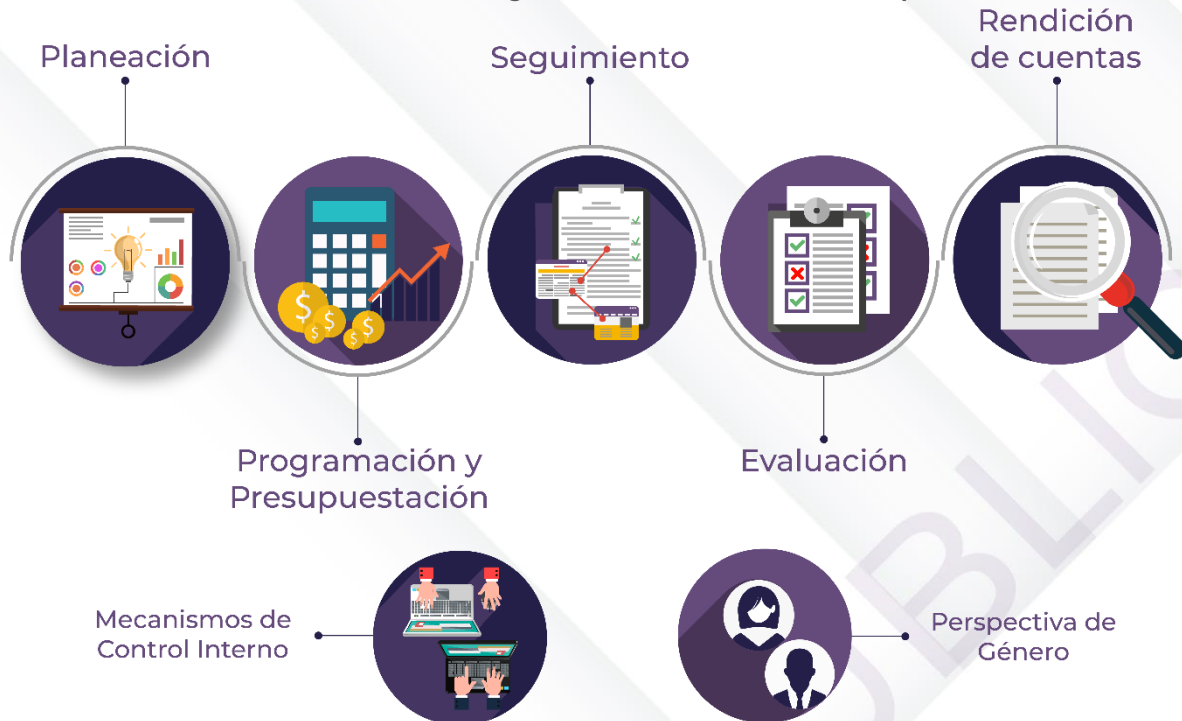 Rendición
de cuentas
Planeación
Seguimiento
Programación y
Presupuestación
Evaluación
Mecanismos de
Control Interno
Perspectiva de
Género